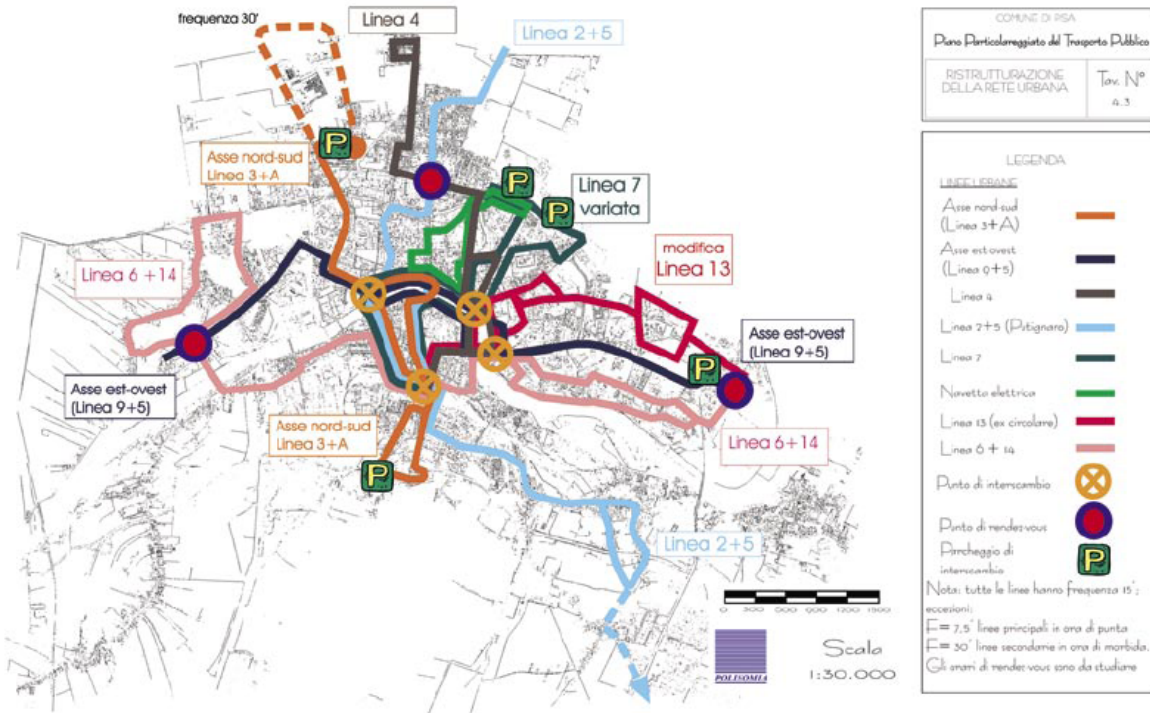 frequenza 30'
Linea 4
Linea 2+5
P
Asse nord-sud
Linea 3+A
P
P
Linea 7
variata
modifica
Linea 13
Linea 6 +14
Asse est-ovest
(Linea 9+5)
P
Asse est-ovest
(Linea 9+5)
Asse nord-sud
Linea 3+A
Linea 6+14
P
Linea 2+5
0 300 600 900 1200 1500
POLISOMIA
Scala
1:30.000
COMUNE DI PISA
Piano Particolareggiato del Trasporto Pubblico
RISTRUTTURAZIONE
DELLA RETE URBANA
Tav. N°
4.3
LEGENDA
LINEE URBANE
Asse nord-sud
(Linea 3+A)
Asse est-ovest
(Linea 9+5)
Linea 4
Linea 2+5 (Putignano)
Linea 7
Navetta elettrica
Linea 13 (ex circolare)
Linea 6 + 14
Punto di interscambio
Punto di rendez-vous
Parcheggio di
interscambio
P
Nota: tutte le linee hanno frequenza 15';
eccezioni:
F= 7,5' linee principali in ora di punta
F= 30' linee secondarie in ora di morbida.
Gli orari di rendez-vous sono da studiare